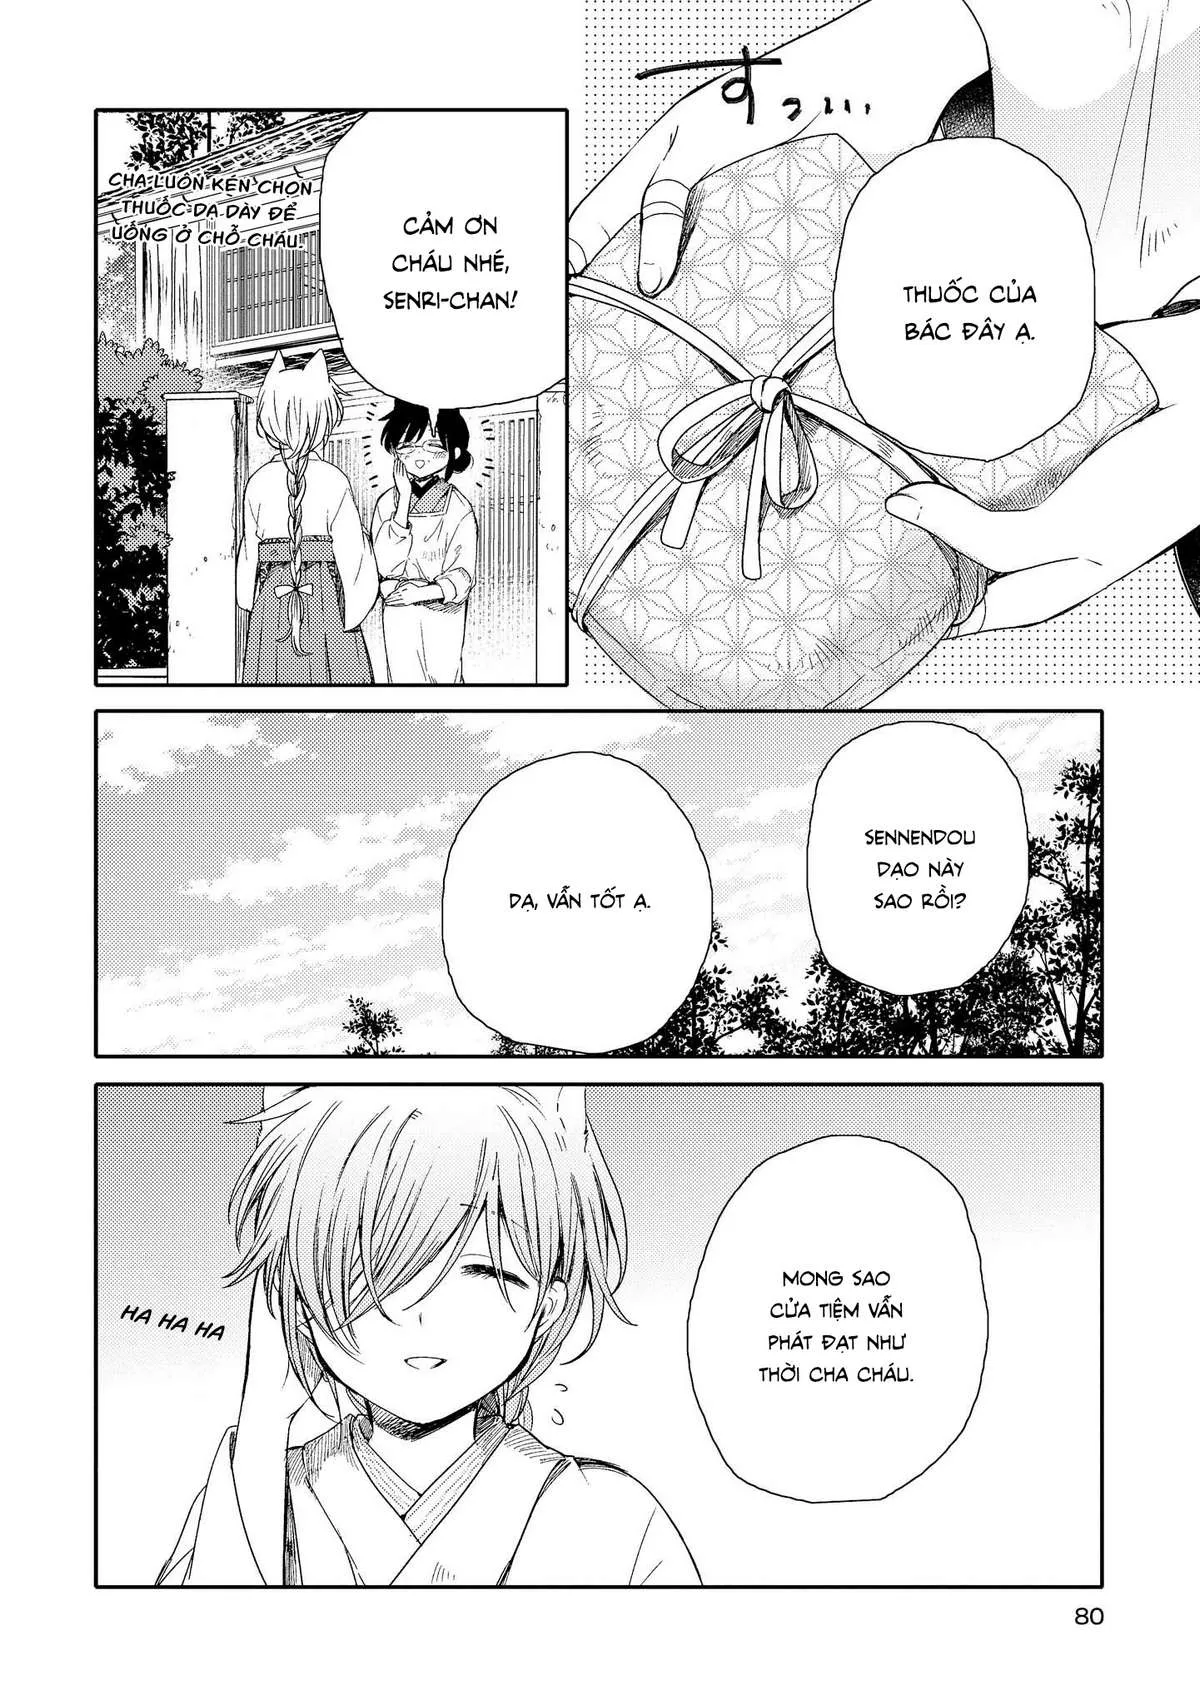 すっ...
THUỐC CỦA
BÁC ĐÂY Ạ.
CẢM ƠN
CHÁU NHÉ,
SENRI-CHAN!
CHA LUÔN KÉN CHỌN
THUỐC DẠ DÀY ĐỂ
UỐNG Ở CHỖ CHÁU.
SENNENDOU
DẠO NÀY
SAO RỒI?
DẠ, VẪN TỐT Ạ.
MONG SAO
CỬA TIỆM VẪN
PHÁT ĐẠT NHƯ
THỜI CHA CHÁU.
HA HA HA
80